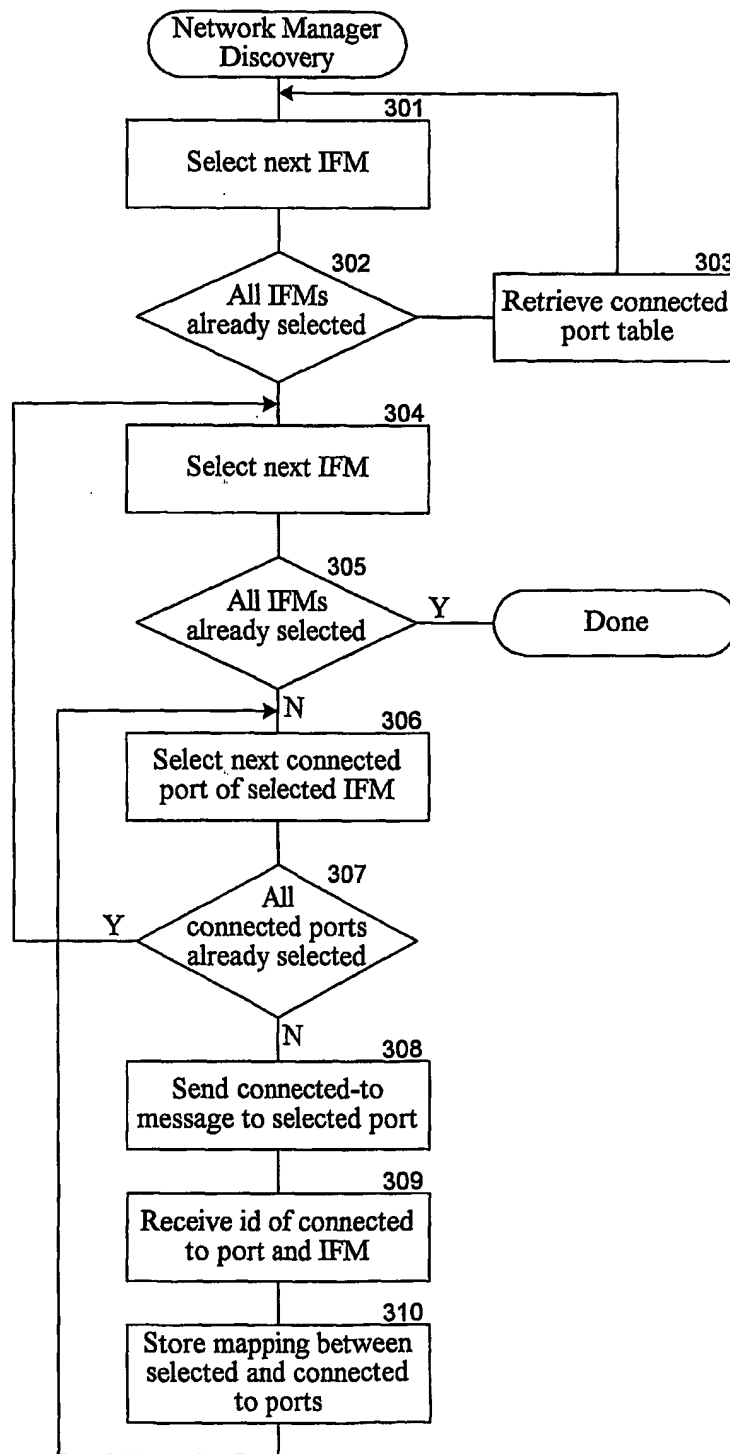 Network Manager
Discovery
301
Select next IFM
302
All IFMs
already selected
303
Retrieve connected
port table
304
Select next IFM
305
All IFMs
already selected
Y
Done
N
306
Select next connected
port of selected IFM
307
All
connected ports
already selected
Y
N
308
Send connected-to
message to selected port
309
Receive id of connected
to port and IFM
310
Store mapping between
selected and connected
to ports